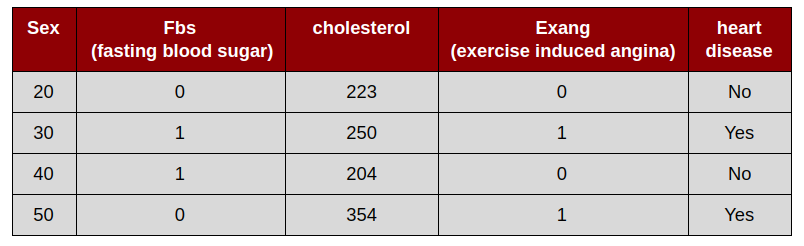 Sex Fbs (fasting blood sugar) cholesterol Exang (exercise induced angina) heart disease
20 0 223 0 No
30 1 250 1 Yes
40 1 204 0 No
50 0 354 1 Yes